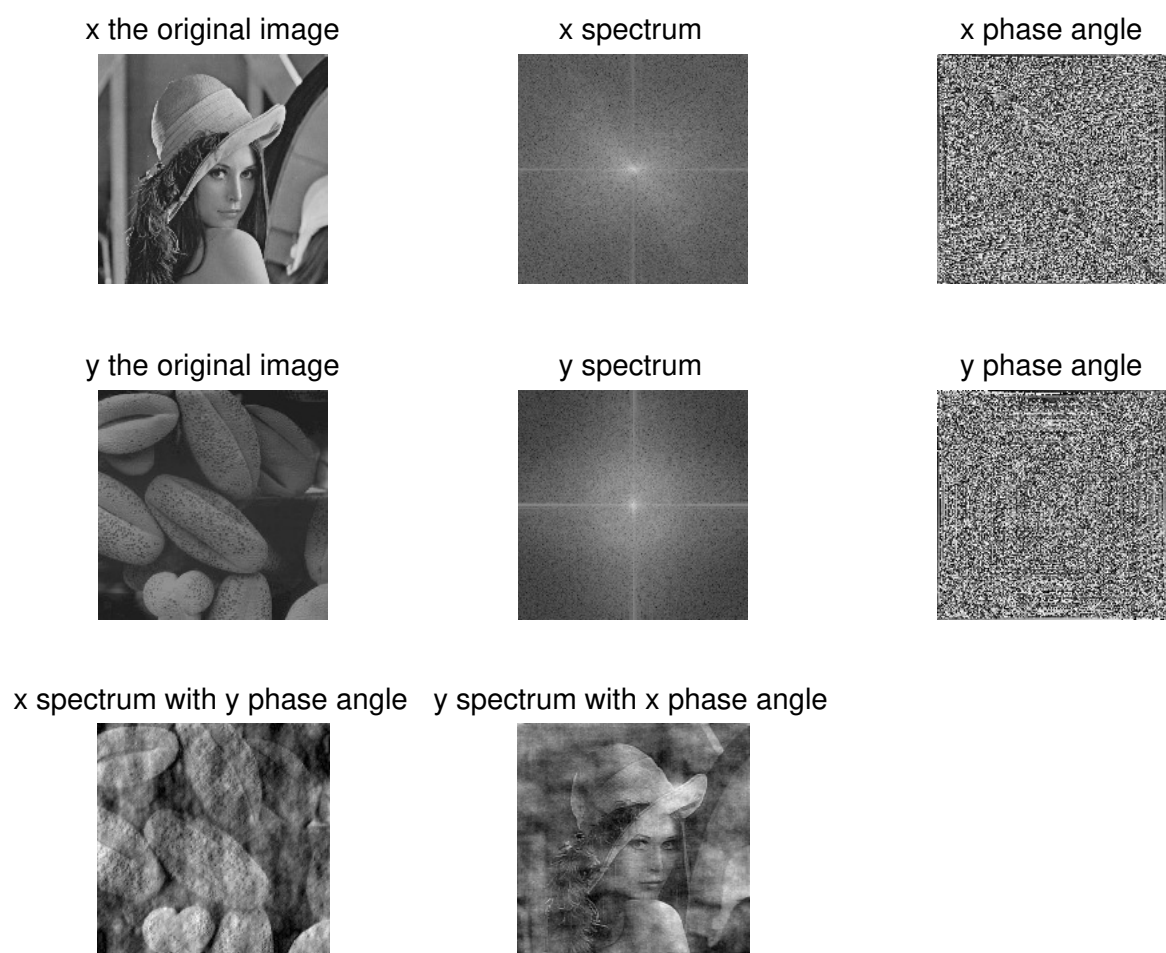 x the original image
x spectrum
x phase angle
y the original image
y spectrum
y phase angle
x spectrum with y phase angle
y spectrum with x phase angle